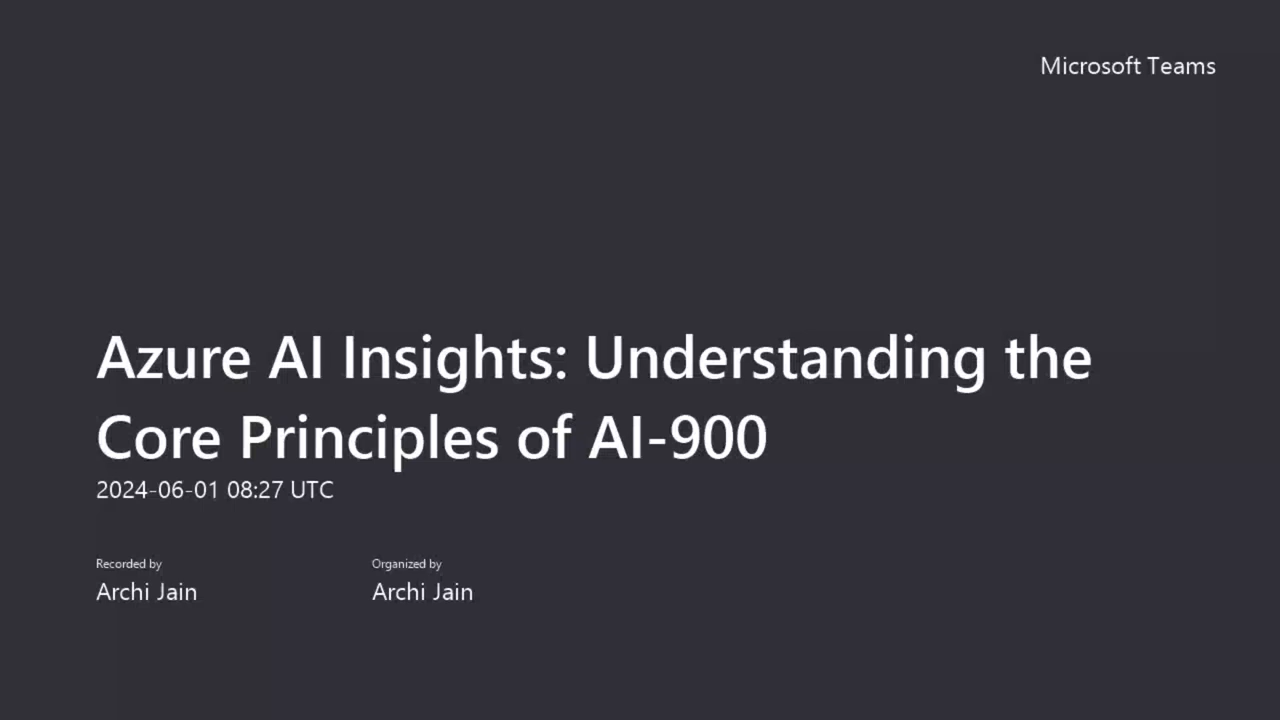 Microsoft Teams
Azure AI Insights: Understanding the
Core Principles of AI-900
2024-06-01 08:27 UTC
Recorded by
Archi Jain
Organized by
Archi Jain